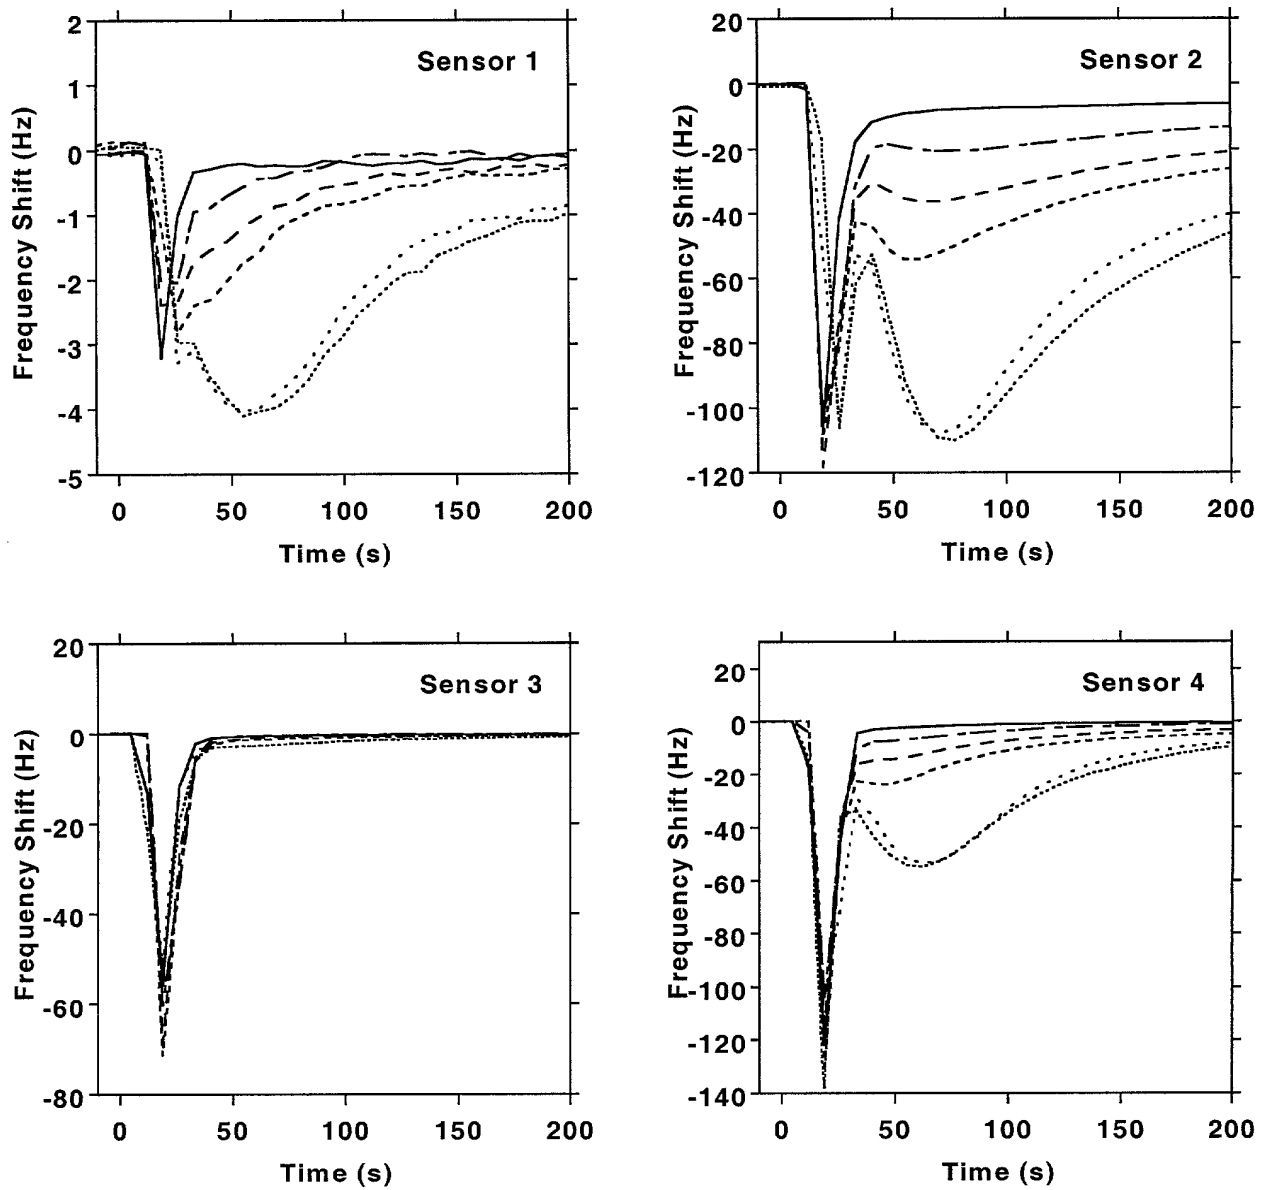 Sensor 1
Frequency Shift (Hz)
2
1
0
-1
-2
-3
-4
-5
0 50 100 150 200
Time (s)
Sensor 2
Frequency Shift (Hz)
20
0
-20
-40
-60
-80
-100
-120
0 50 100 150 200
Time (s)
Sensor 3
Frequency Shift (Hz)
20
0
-20
-40
-60
-80
0 50 100 150 200
Time (s)
Sensor 4
Frequency Shift (Hz)
20
0
-20
-40
-60
-80
-100
-120
-140
0 50 100 150 200
Time (s)